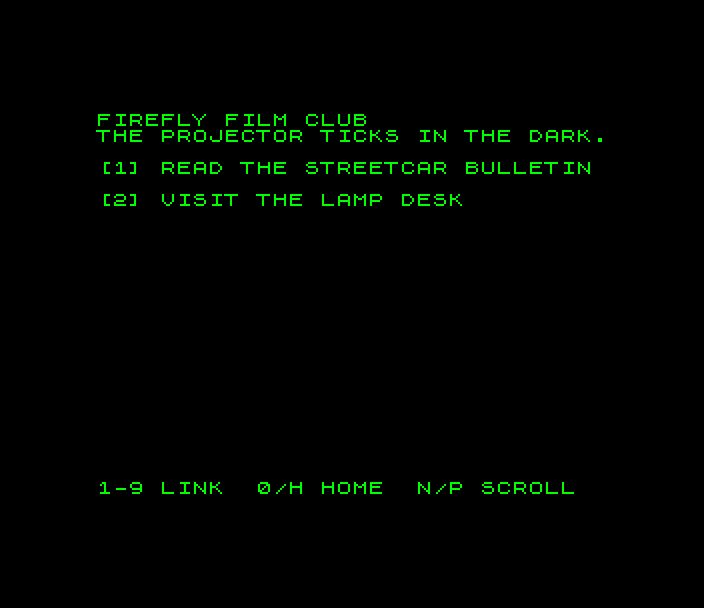 FIREFLY FILM CLUB
THE PROJECTOR TICKS IN THE DARK.
[1] READ THE STREETCAR BULLETIN
[2] VISIT THE LAMP DESK
1-9 LINK  0/H HOME  N/P SCROLL